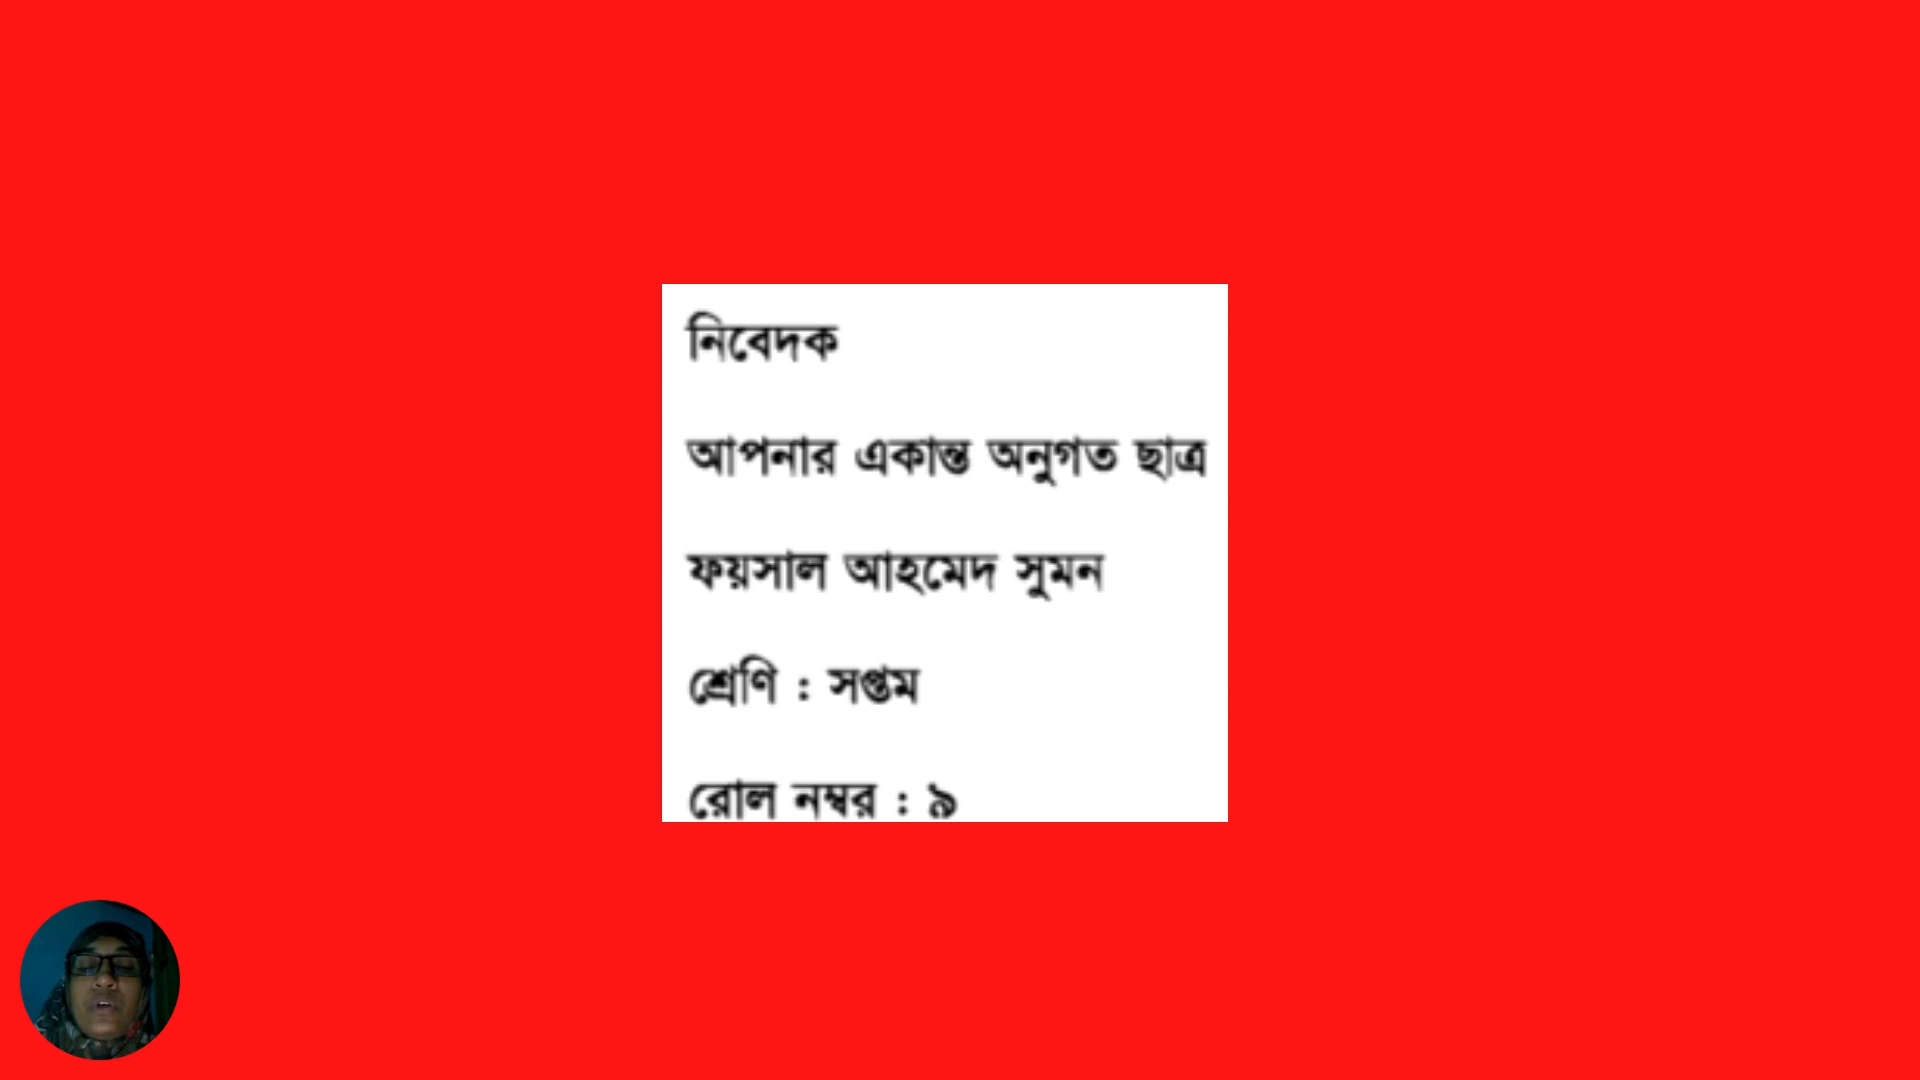 নিবেদক
আপনার একান্ত অনুগত ছাত্র
ফয়সাল আহমেদ সুমন
শ্রেণি : সপ্তম
রোল নম্বর : ৯